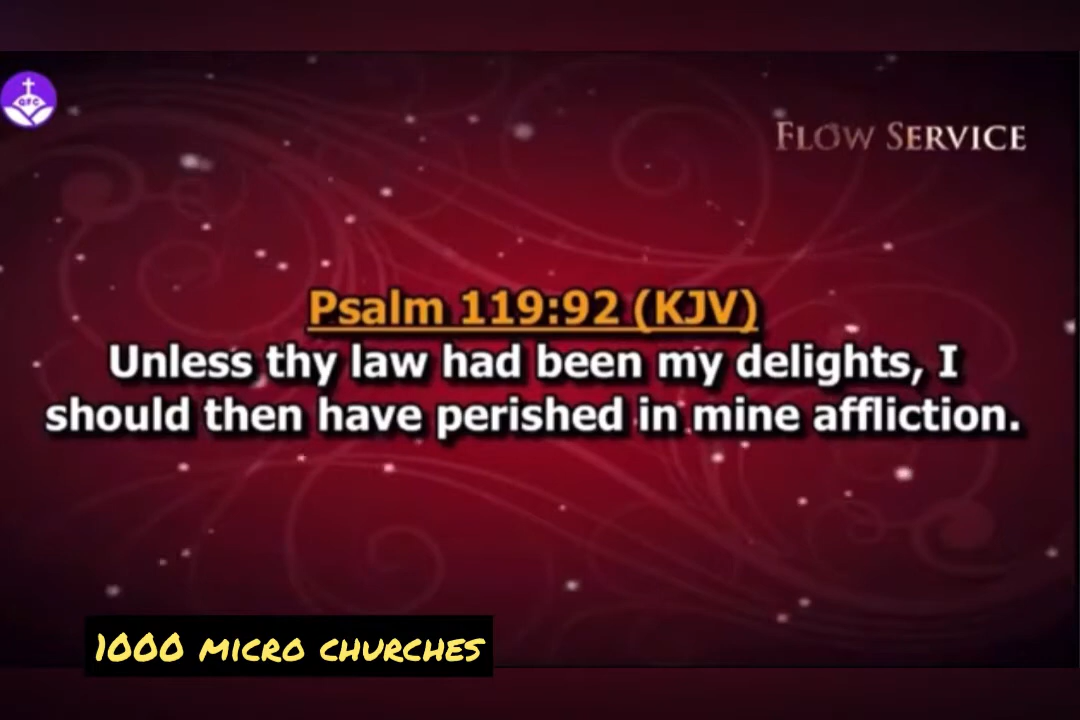 GFC
FLOW SERVICE
Psalm 119:92 (KJV)
Unless thy law had been my delights, I
should then have perished in mine affliction.
1000 MICRO CHURCHES